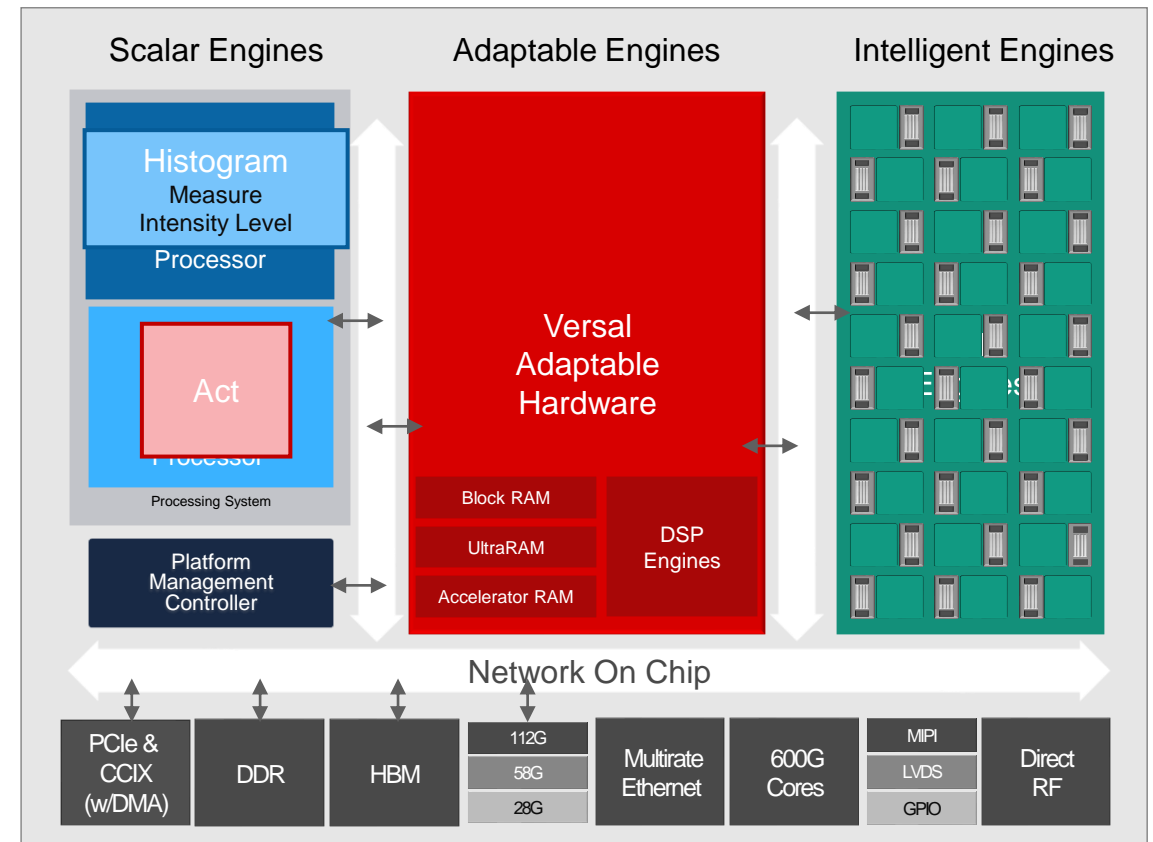 Scalar Engines
Adaptable Engines
Intelligent Engines
Histogram
Measure
Intensity Level
Processor
Act
Processor
Processing System
Platform
Management
Controller
Versal
Adaptable
Hardware
Block RAM
UltraRAM
Accelerator RAM
DSP
Engines
Network On Chip
PCIe &
CCIX
(w/DMA)
DDR
HBM
112G
58G
28G
Multirate
Ethernet
600G
Cores
MIPI
LVDS
GPIO
Direct
RF